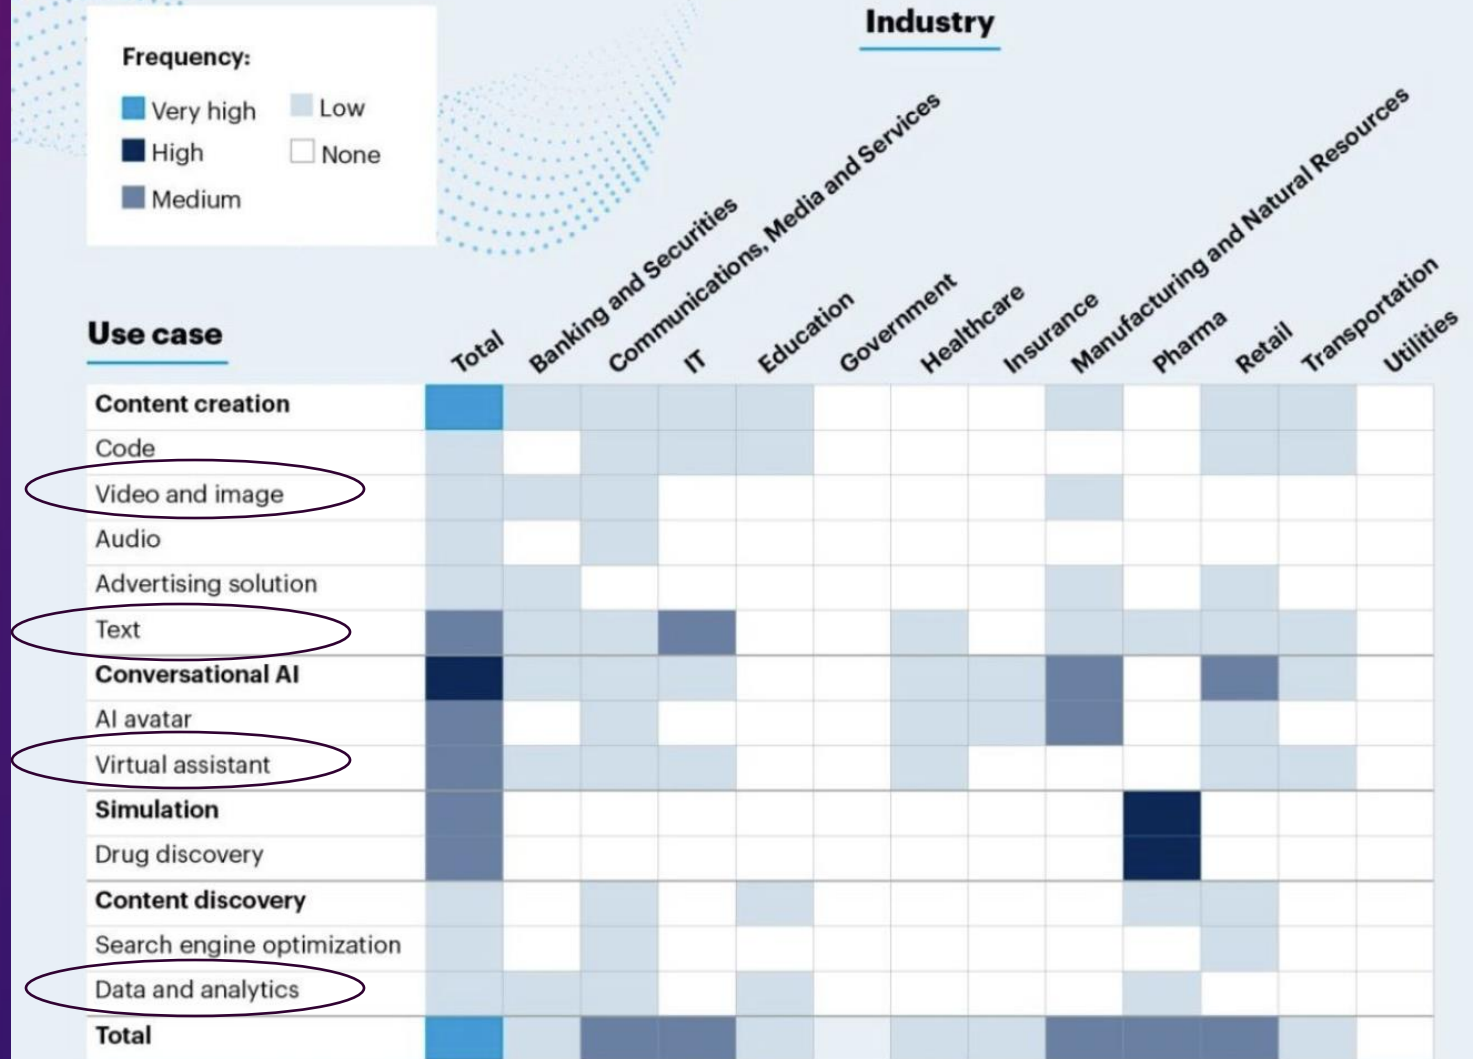 Industry
Frequency:
Very high
Low
High
None
Medium
Use case
Total
Banking and Securities
Communications, Media and Services
IT
Education
Government
Healthcare
Insurance
Manufacturing and Natural Resources
Pharma
Retail
Transportation
Utilities
Content creation
Code
Video and image
Audio
Advertising solution
Text
Conversational AI
AI avatar
Virtual assistant
Simulation
Drug discovery
Content discovery
Search engine optimization
Data and analytics
Total